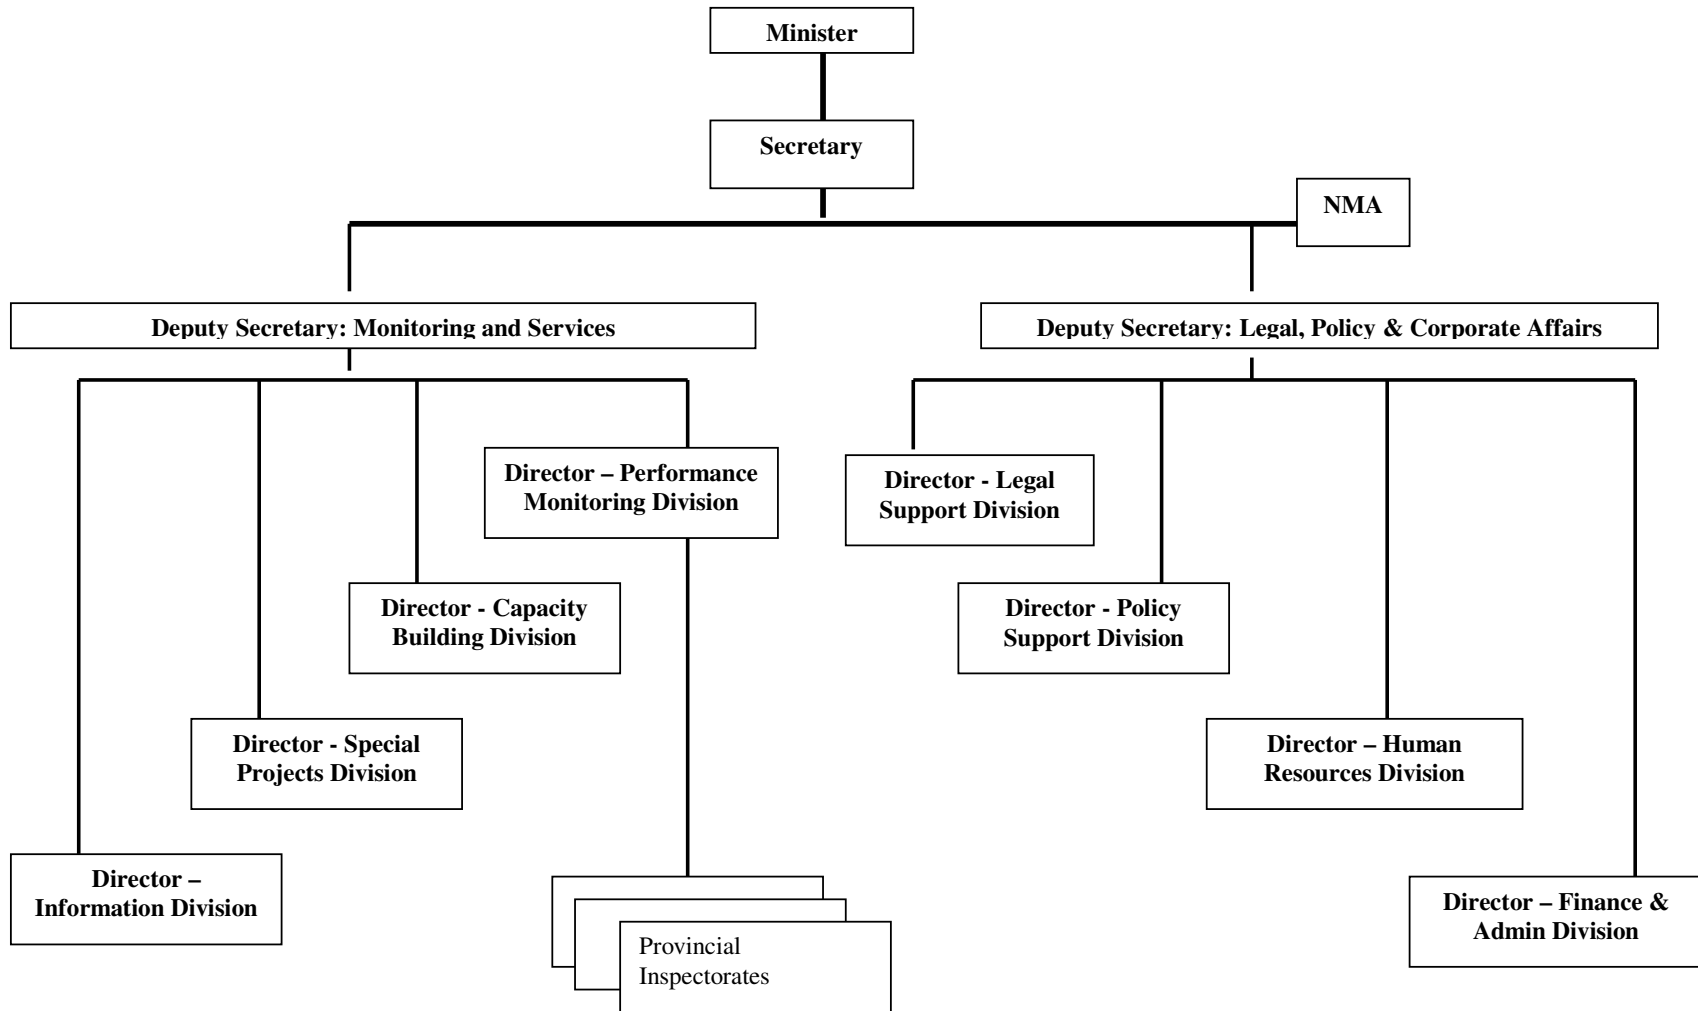 Minister
Secretary
NMA
Deputy Secretary: Monitoring and Services
Deputy Secretary: Legal, Policy & Corporate Affairs
Director – Performance
Monitoring Division
Director - Legal
Support Division
Director - Capacity
Building Division
Director - Policy
Support Division
Director - Special
Projects Division
Director – Human
Resources Division
Director –
Information Division
Provincial
Inspectorates
Director – Finance &
Admin Division